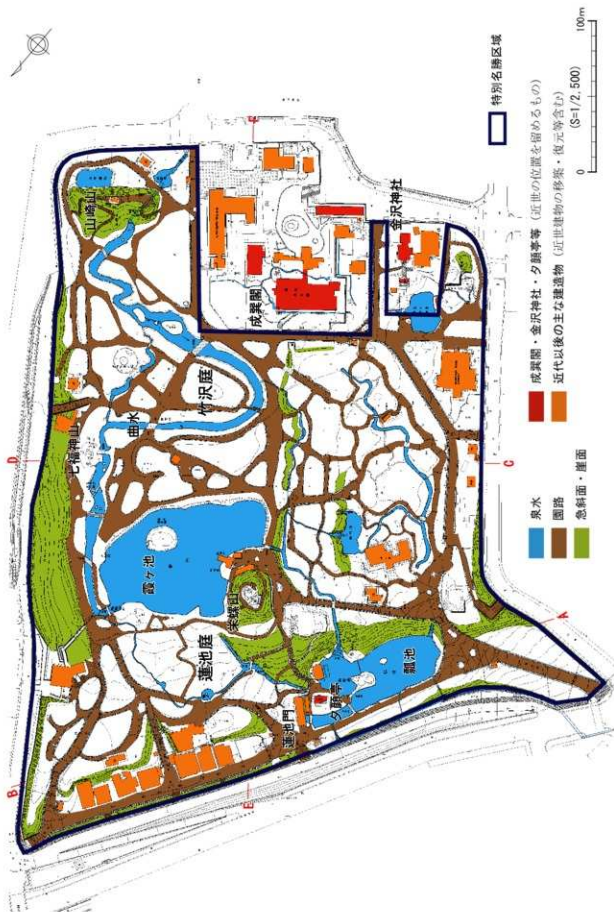 山崎山
七福神山
曲水
竹沢庭
成巽閣
金沢神社
霞ヶ池
栄螺山
蓮池庭
蓮池門
夕顔亭
瓢池
A
B
C
D
E
泉水
園路
急斜面・崖面
成巽閣・金沢神社・夕顔亭等（近世の位置を留めるもの）
近代以後の主な建造物（近世建物の移築・復元等含む）
特別名勝区域
0
100m
(S=1/2,500)